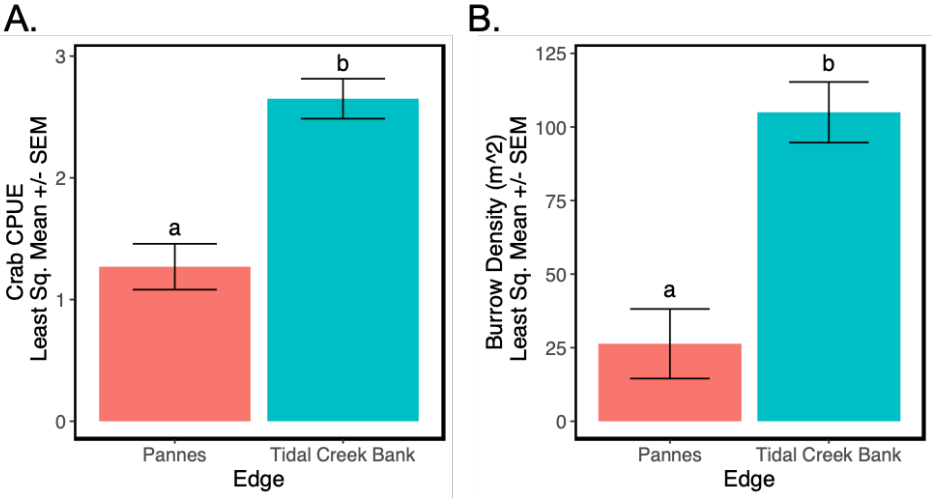 A.
Crab CPUE
Least Sq. Mean +/- SEM
3
2
1
0
a
b
Pannes
Tidal Creek Bank
Edge
B.
Burrow Density (m^2)
Least Sq. Mean +/- SEM
125
100
75
50
25
0
a
b
Pannes
Tidal Creek Bank
Edge